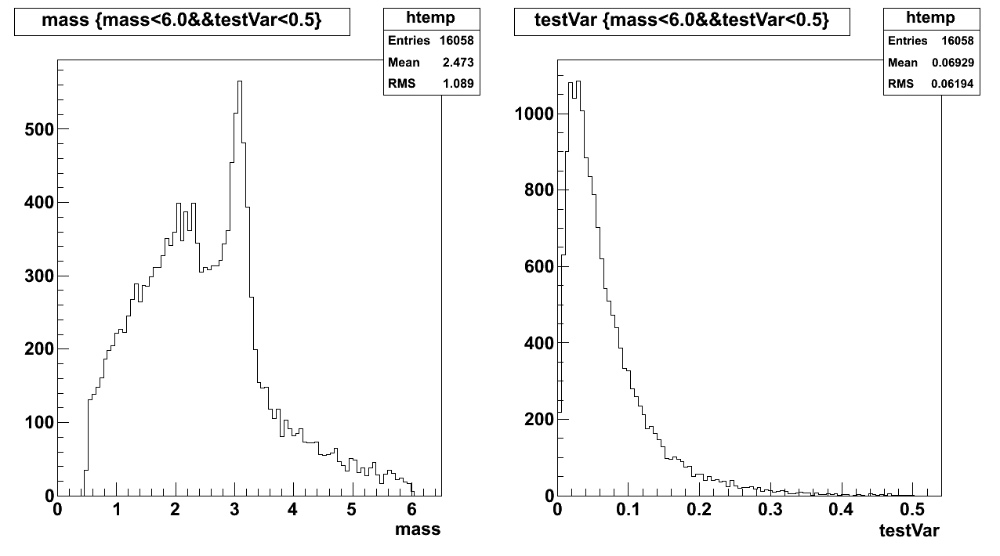 mass {mass<6.0&&testVar<0.5}
htemp
Entries 16058
Mean 2.473
RMS 1.089
500
400
300
200
100
0
0 1 2 3 4 5 6
mass
testVar {mass<6.0&&testVar<0.5}
htemp
Entries 16058
Mean 0.06929
RMS 0.06194
1000
800
600
400
200
0
0 0.1 0.2 0.3 0.4 0.5
testVar